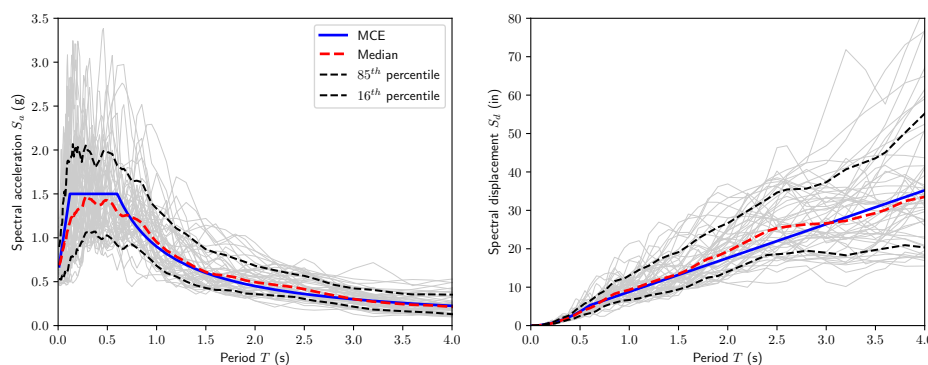 3.5
3.0
2.5
2.0
1.5
1.0
0.5
0.0
Spectral acceleration $S_a$ (g)
0.0 0.5 1.0 1.5 2.0 2.5 3.0 3.5 4.0
Period $T$ (s)
MCE
Median
$85^{th}$ percentile
$16^{th}$ percentile
80
70
60
50
40
30
20
10
0
Spectral displacement $S_d$ (in)
0.0 0.5 1.0 1.5 2.0 2.5 3.0 3.5 4.0
Period $T$ (s)